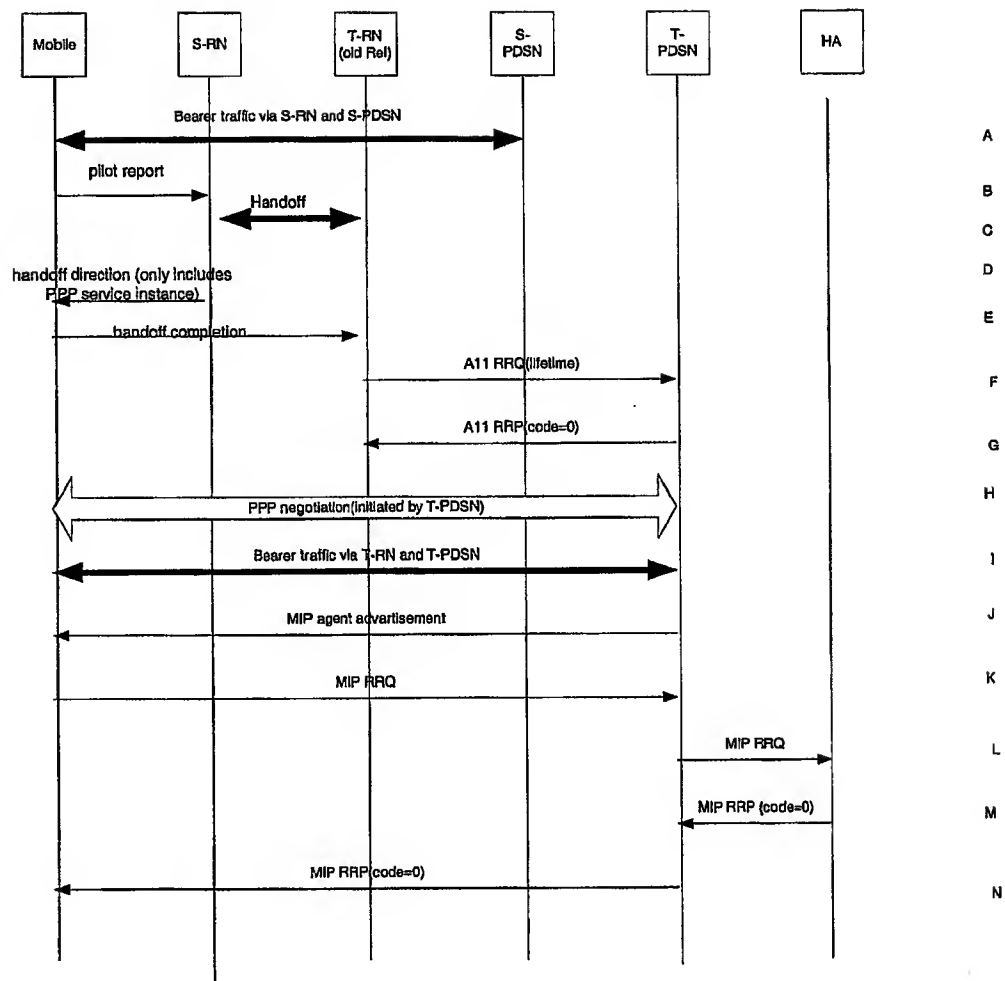 Mobile
S-RN
T-RN
(old Rel)
S-
PDSN
T-
PDSN
HA
Bearer traffic via S-RN and S-PDSN
A
pilot report
B
Handoff
C
handoff direction (only includes
PPP service instance)
D
handoff completion
E
A11 RRQ(lifetime)
F
A11 RRP(code=0)
G
PPP negotiation(initiated by T-PDSN)
H
Bearer traffic via T-RN and T-PDSN
I
MIP agent advartisement
J
MIP RRQ
K
MIP RRQ
L
MIP RRP (code=0)
M
MIP RRP(code=0)
N